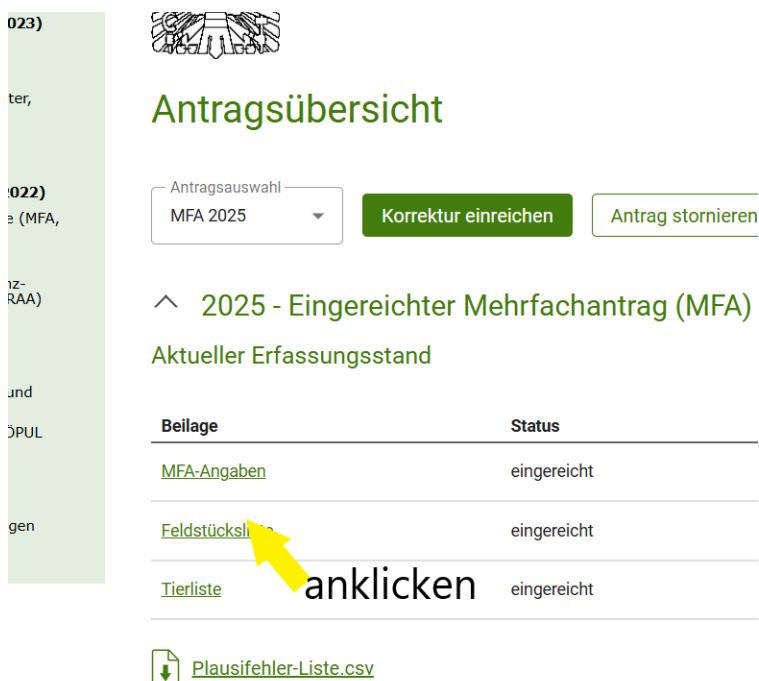 023)
ter,
022)
e (MFA,
nz-
RAA)
und
ÖPUL
gen
Antragsübersicht
Antragsauswahl
MFA 2025
Korrektur einreichen
Antrag stornieren
2025 - Eingereichter Mehrfachantrag (MFA)
Aktueller Erfassungsstand
Beilage Status
MFA-Angaben eingereicht
Feldstücksliste eingereicht
anklicken
Tierliste eingereicht
Plausifehler-Liste.csv